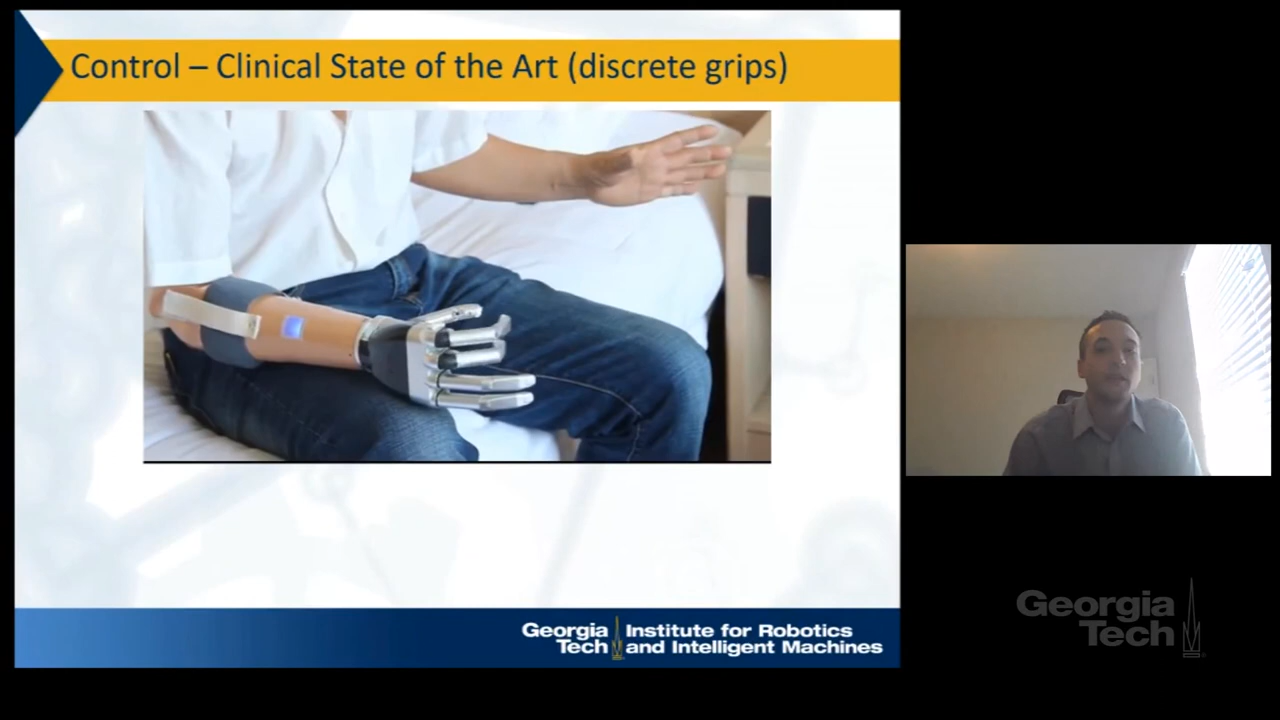 Control – Clinical State of the Art (discrete grips)
Georgia Tech
Institute for Robotics
and Intelligent Machines
Georgia
Tech